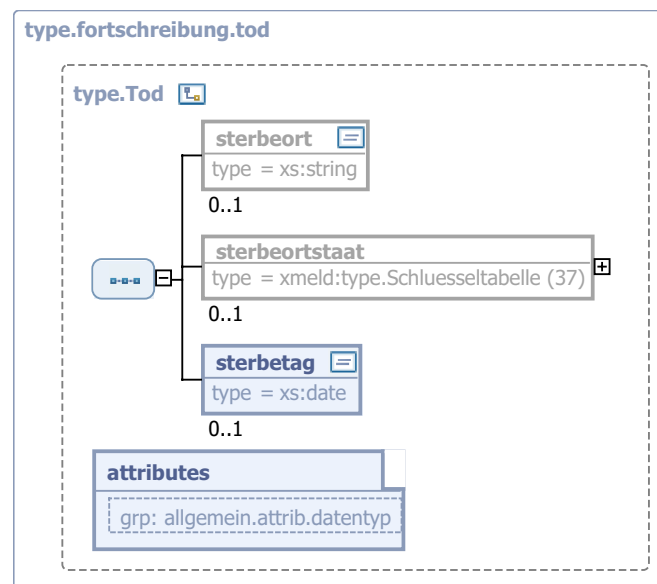 type.fortschreibung.tod
type.Tod
sterbeort
type = xs:string
0..1
sterbeortstaat
type = xmeld:type.Schluesseltabelle (37)
0..1
sterbetag
type = xs:date
0..1
attributes
grp: allgemein.attrib.datentyp